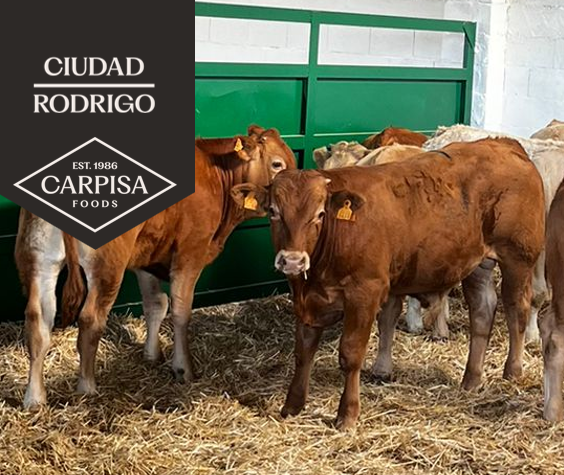 CIUDAD
RODRIGO
EST. 1986
CARPISA
FOODS